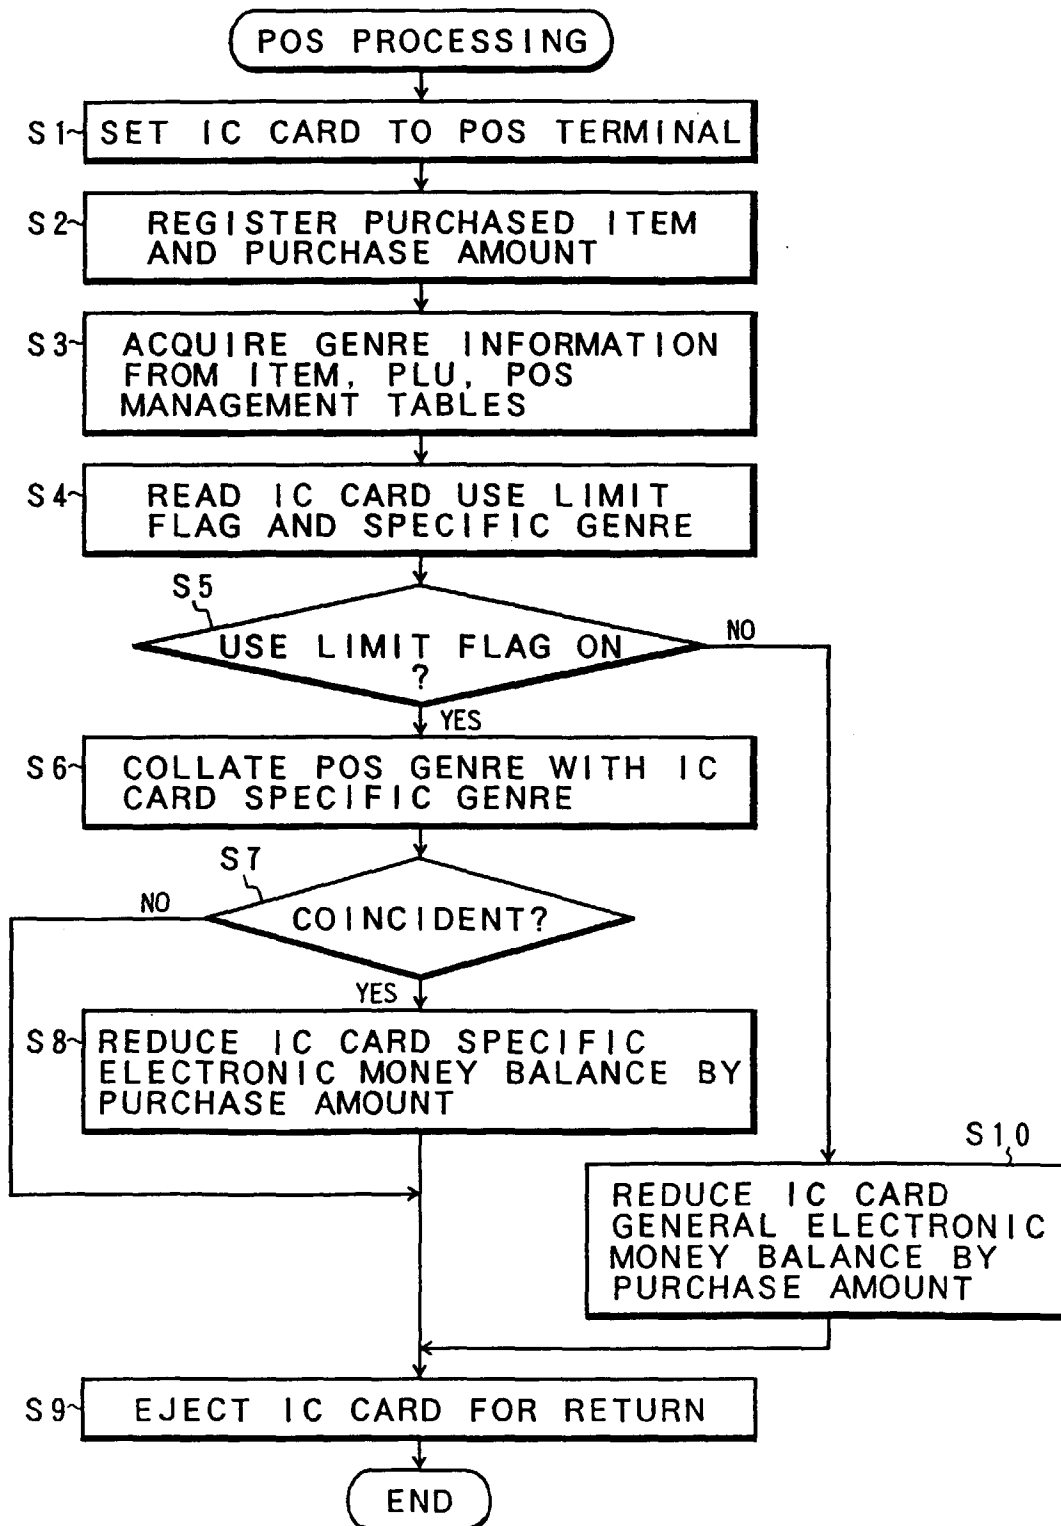 POS PROCESSING
S1
SET IC CARD TO POS TERMINAL
S2
REGISTER PURCHASED ITEM
AND PURCHASE AMOUNT
S3
ACQUIRE GENRE INFORMATION
FROM ITEM, PLU, POS
MANAGEMENT TABLES
S4
READ IC CARD USE LIMIT
FLAG AND SPECIFIC GENRE
S5
USE LIMIT FLAG ON
?
NO
YES
S6
COLLATE POS GENRE WITH IC
CARD SPECIFIC GENRE
S7
COINCIDENT?
NO
YES
S8
REDUCE IC CARD SPECIFIC
ELECTRONIC MONEY BALANCE BY
PURCHASE AMOUNT
S10
REDUCE IC CARD
GENERAL ELECTRONIC
MONEY BALANCE BY
PURCHASE AMOUNT
S9
EJECT IC CARD FOR RETURN
END